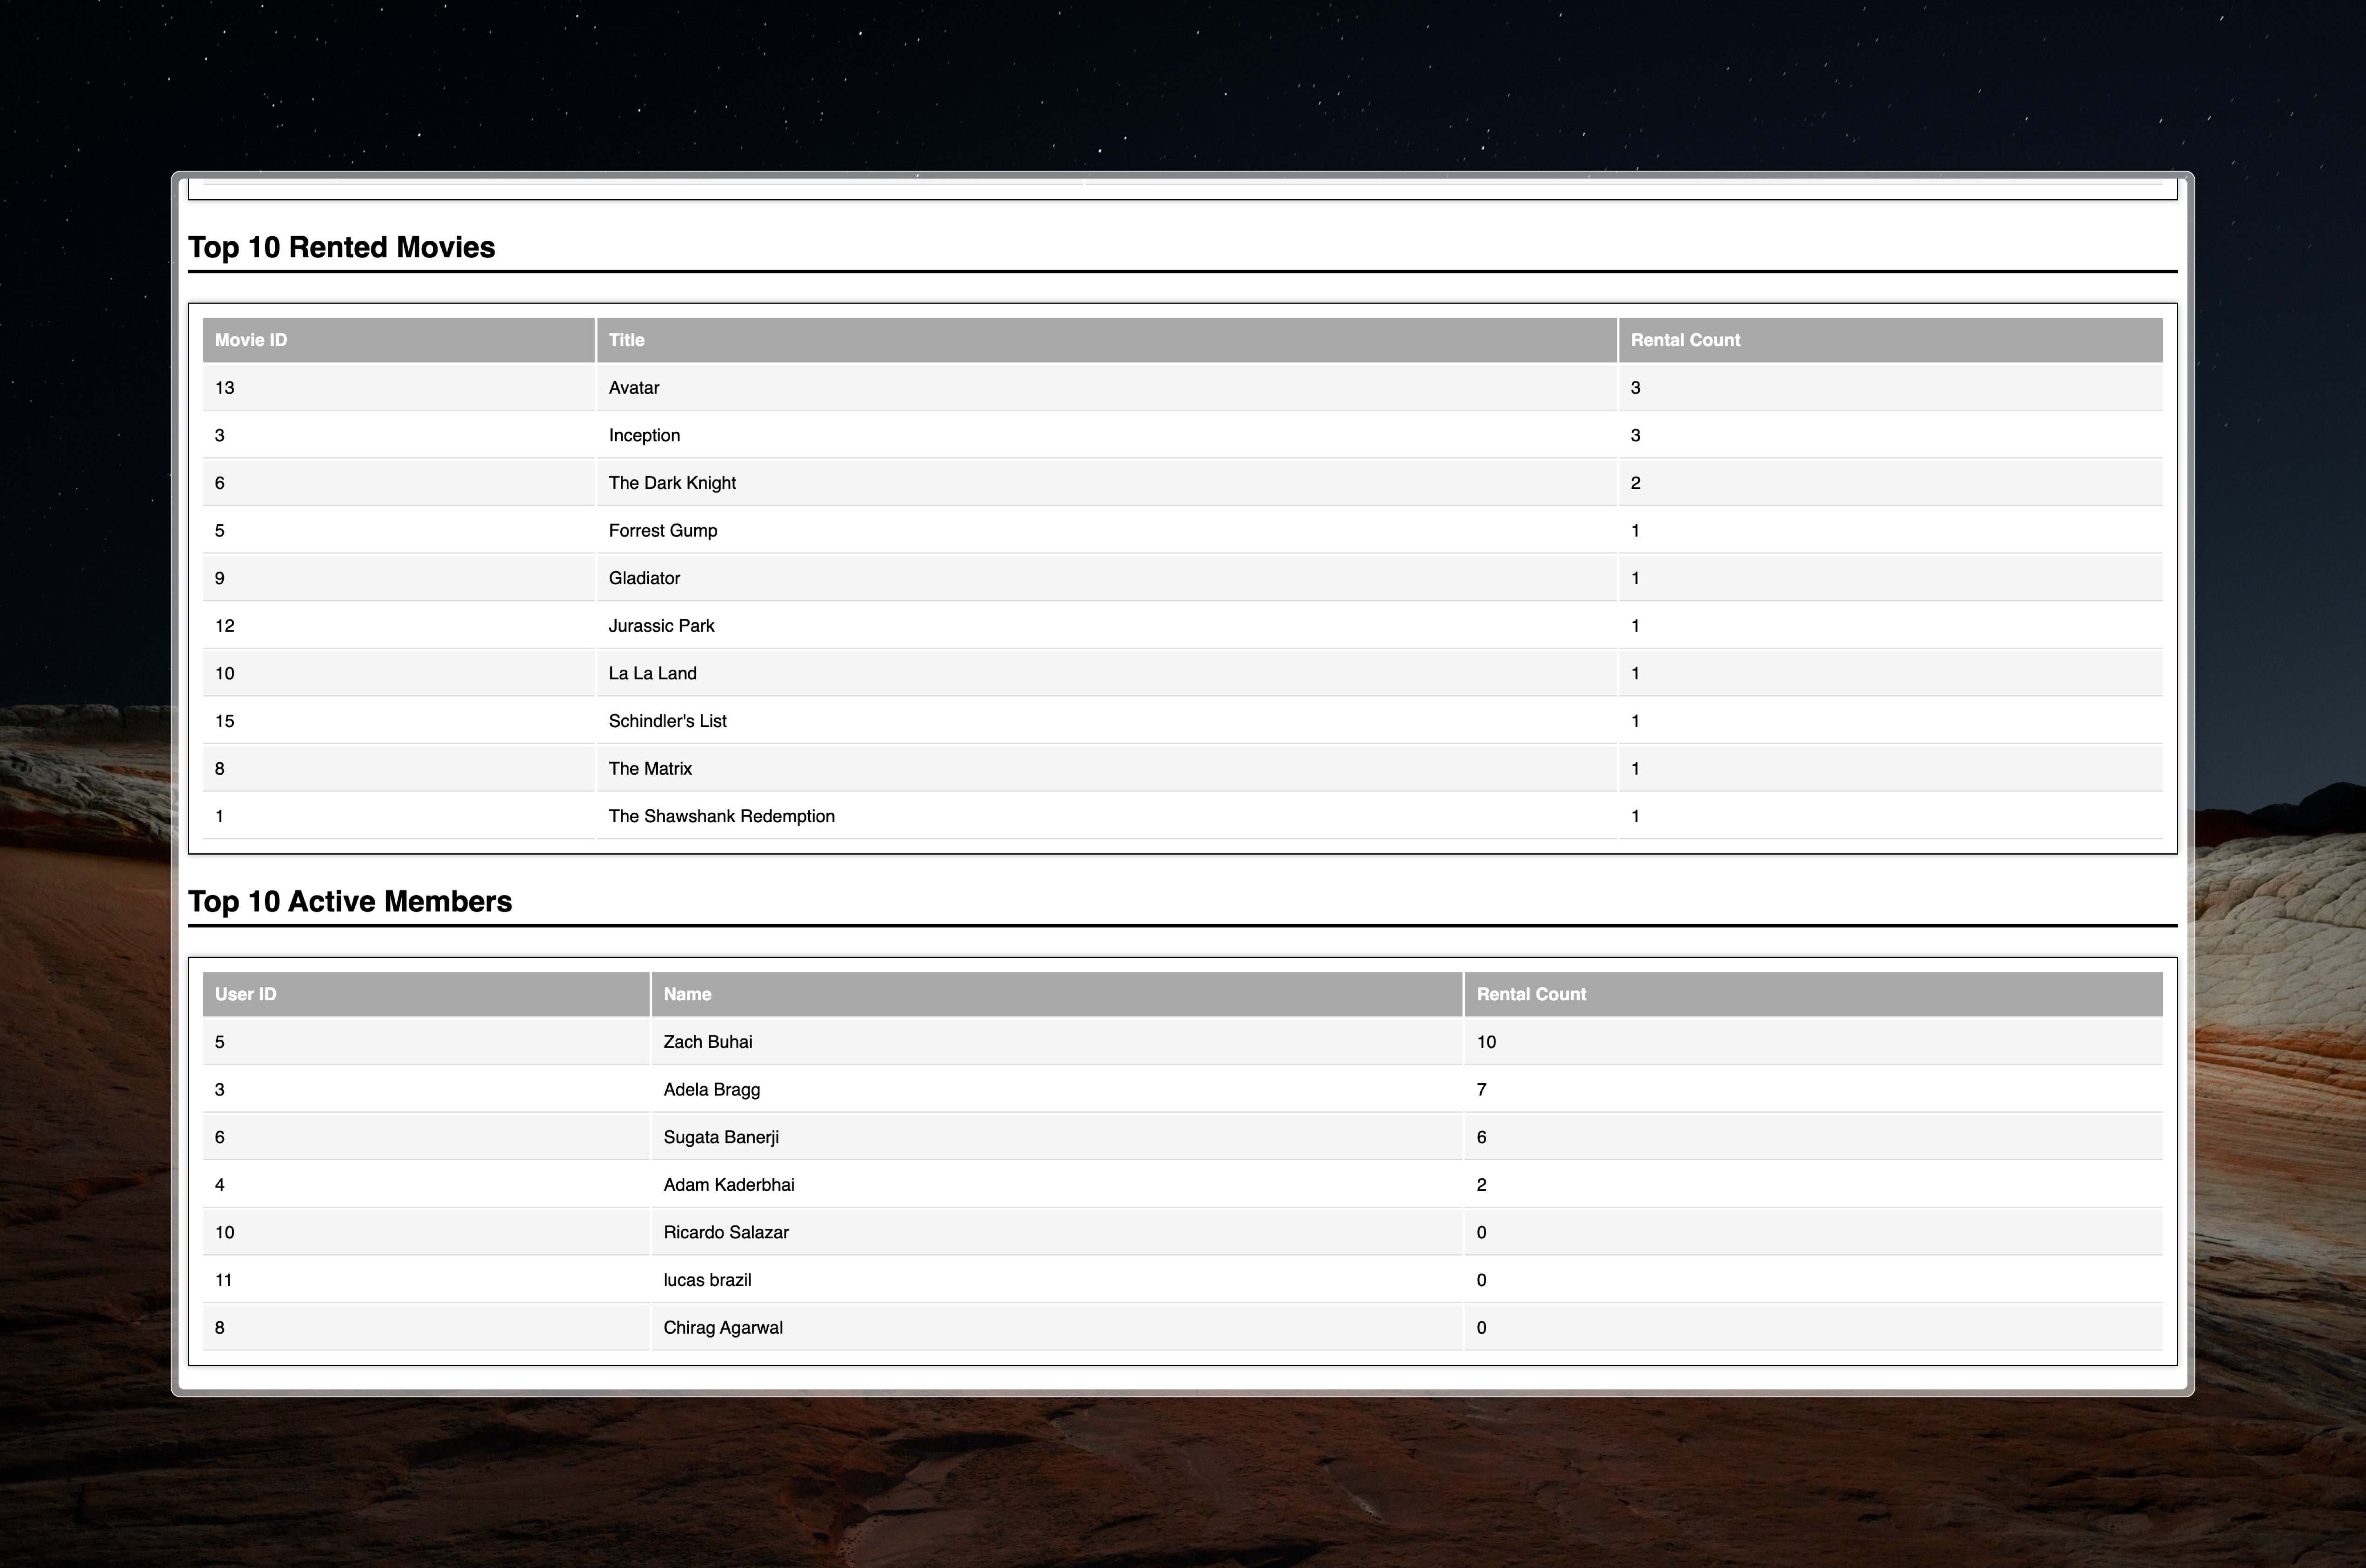 Top 10 Rented Movies
Movie ID Title Rental Count
13 Avatar 3
3 Inception 3
6 The Dark Knight 2
5 Forrest Gump 1
9 Gladiator 1
12 Jurassic Park 1
10 La La Land 1
15 Schindler's List 1
8 The Matrix 1
1 The Shawshank Redemption 1
Top 10 Active Members
User ID Name Rental Count
5 Zach Buhai 10
3 Adela Bragg 7
6 Sugata Banerji 6
4 Adam Kaderbhai 2
10 Ricardo Salazar 0
11 lucas brazil 0
8 Chirag Agarwal 0